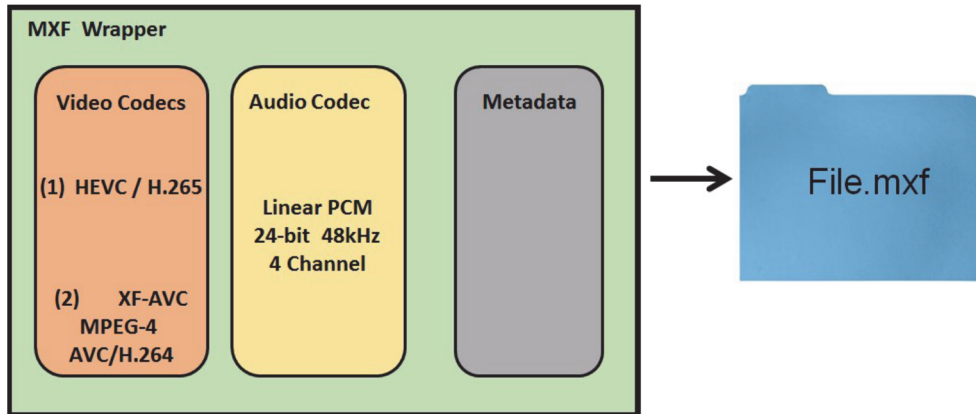 MXF Wrapper
Video Codecs
(1) HEVC / H.265
(2) XF-AVC
MPEG-4
AVC/H.264
Audio Codec
Linear PCM
24-bit 48kHz
4 Channel
Metadata
File.mxf